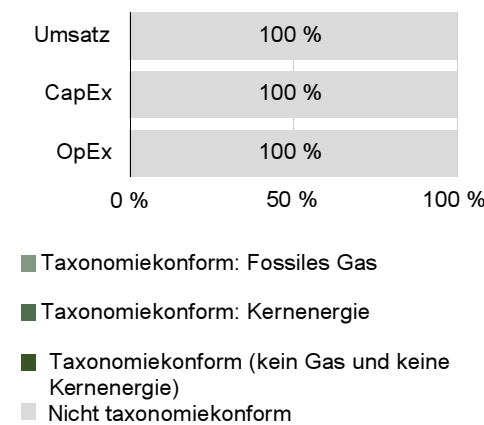 Umsatz 100 %
CapEx 100 %
OpEx 100 %
0 % 50 % 100 %
Taxonomiekonform: Fossiles Gas
Taxonomiekonform: Kernenergie
Taxonomiekonform (kein Gas und keine
Kernenergie)
Nicht taxonomiekonform